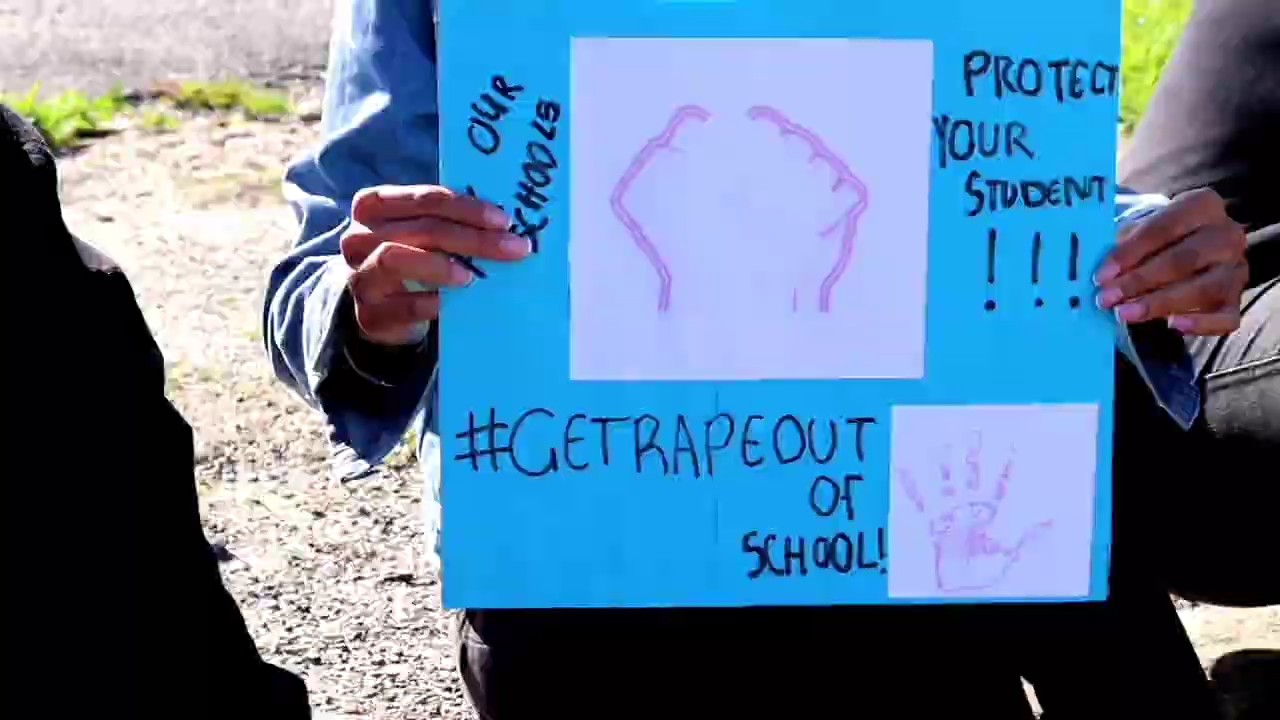 OUR
SCHOOLS
PROTECT
YOUR
STUDENT
!!!
#GETRAPEOUT
OF
SCHOOL!